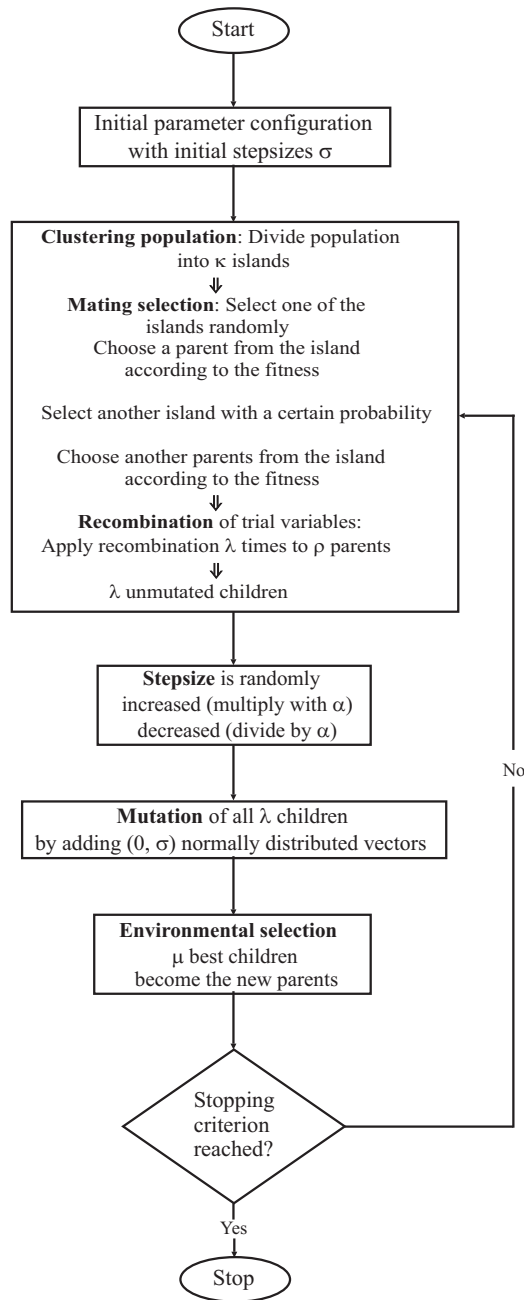 Start
Initial parameter configuration
with initial stepsizes σ
Clustering population: Divide population
into κ islands
⇓
Mating selection: Select one of the
islands randomly
Choose a parent from the island
according to the fitness
Select another island with a certain probability
Choose another parents from the island
according to the fitness
⇓
Recombination of trial variables:
Apply recombination λ times to ρ parents
⇓
λ unmutated children
Stepsize is randomly
increased (multiply with α)
decreased (divide by α)
No
Mutation of all λ children
by adding (0, σ) normally distributed vectors
Environmental selection
μ best children
become the new parents
Stopping
criterion
reached?
Yes
Stop